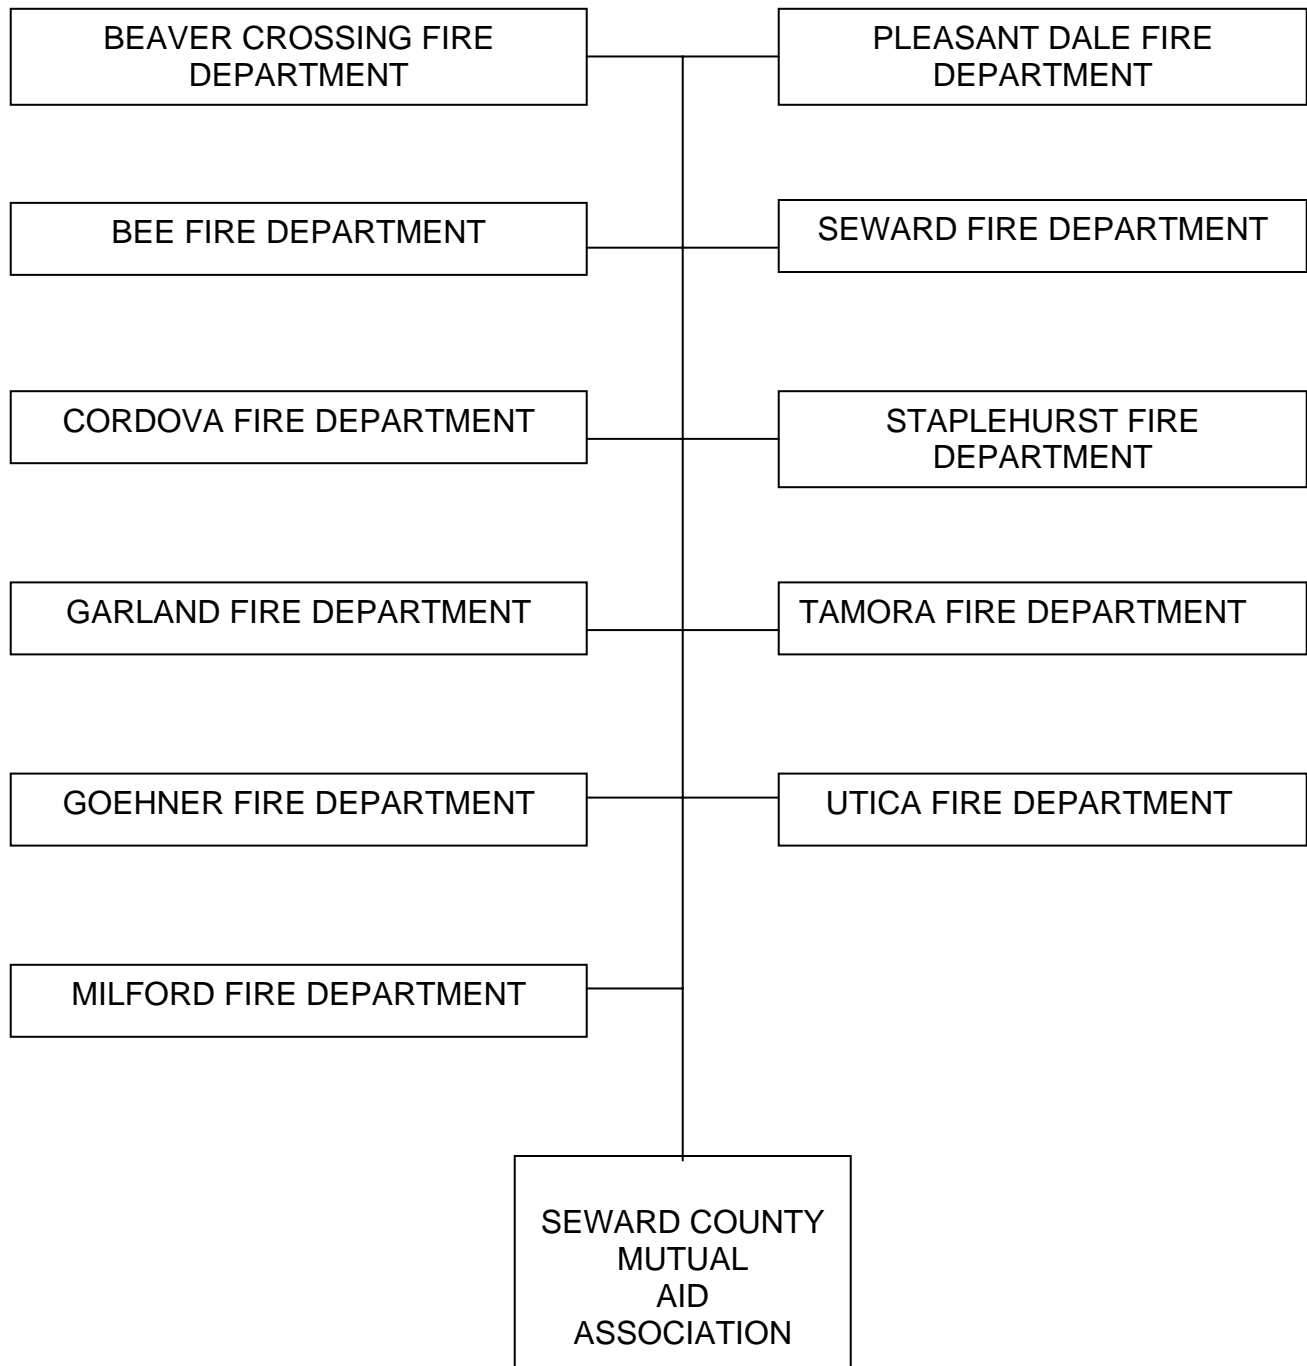 BEAVER CROSSING FIRE
DEPARTMENT
PLEASANT DALE FIRE
DEPARTMENT
BEE FIRE DEPARTMENT
SEWARD FIRE DEPARTMENT
CORDOVA FIRE DEPARTMENT
STAPLEHURST FIRE
DEPARTMENT
GARLAND FIRE DEPARTMENT
TAMORA FIRE DEPARTMENT
GOEHNER FIRE DEPARTMENT
UTICA FIRE DEPARTMENT
MILFORD FIRE DEPARTMENT
SEWARD COUNTY
MUTUAL
AID
ASSOCIATION